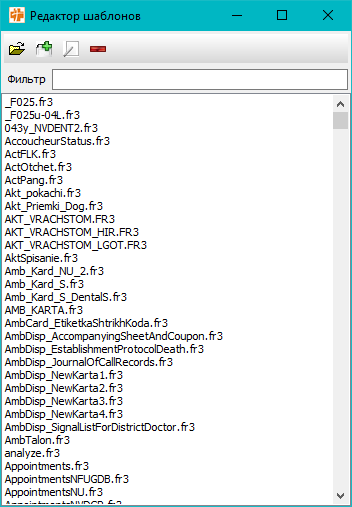 Редактор шаблонов
Фильтр
_F025.fr3
_F025u-04L.fr3
043y_NVDENT2.fr3
AccoucheurStatus.fr3
ActFLK.fr3
ActOtchet.fr3
ActPang.fr3
Akt_pokachi.fr3
Akt_Priemki_Dog.fr3
AKT_VRACHSTOM.FR3
AKT_VRACHSTOM_HIR.FR3
AKT_VRACHSTOM_LGOT.FR3
AktSpisanie.fr3
Amb_Kard_NU_2.fr3
Amb_Kard_S.fr3
Amb_Kard_S_DentalS.fr3
AMB_KARTA.fr3
AmbCard_EtiketkaShtrikhKoda.fr3
AmbDisp_AccompanyingSheetAndCoupon.fr3
AmbDisp_EstablishmentProtocolDeath.fr3
AmbDisp_JournalOfCallRecords.fr3
AmbDisp_NewKarta1.fr3
AmbDisp_NewKarta2.fr3
AmbDisp_NewKarta3.fr3
AmbDisp_NewKarta4.fr3
AmbDisp_SignalListForDistrictDoctor.fr3
AmbTalon.fr3
analyze.fr3
Appointments.fr3
AppointmentsNFUGDB.fr3
AppointmentsNU.fr3